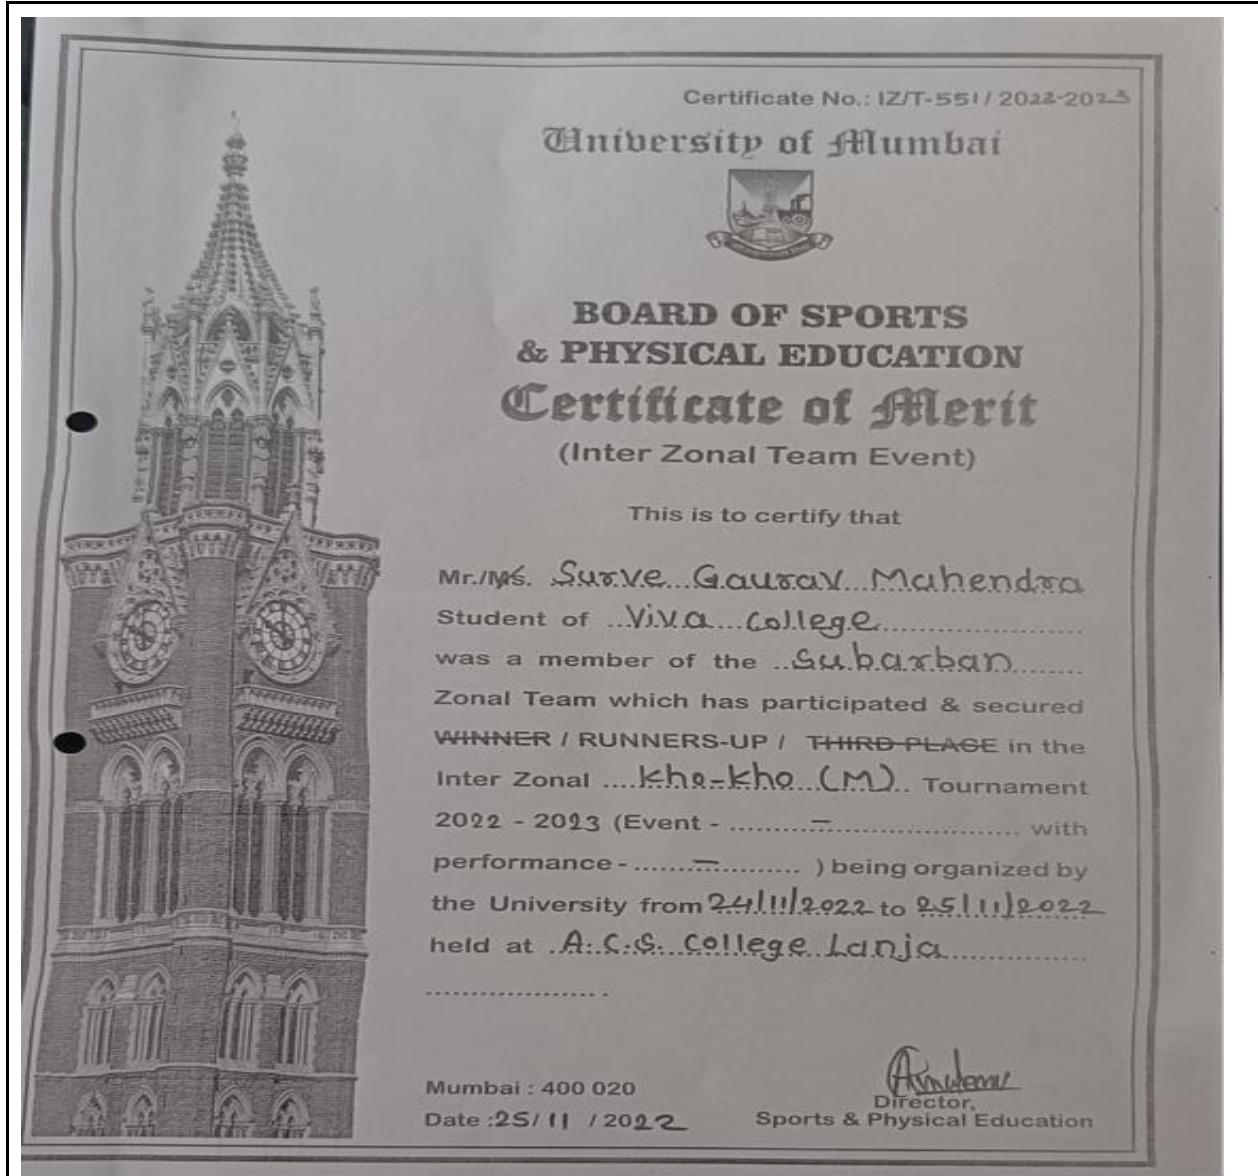 Certificate No.: IZ/T-551/2022-2023
University of Mumbai
BOARD OF SPORTS
& PHYSICAL EDUCATION
Certificate of Merit
(Inter Zonal Team Event)
This is to certify that
Mr./Ms. Surve Gaurav Mahendra
Student of Viva College
was a member of the Subarban
Zonal Team which has participated & secured
WINNER / RUNNERS-UP / THIRD PLACE in the
Inter Zonal Kho-kho (M) Tournament
2022 - 2023 (Event - – with
performance - – ) being organized by
the University from 24/11/2022 to 25/11/2022
held at A.C.S. College Lanja
Mumbai : 400 020
Date : 25/11/2022
Director,
Sports & Physical Education